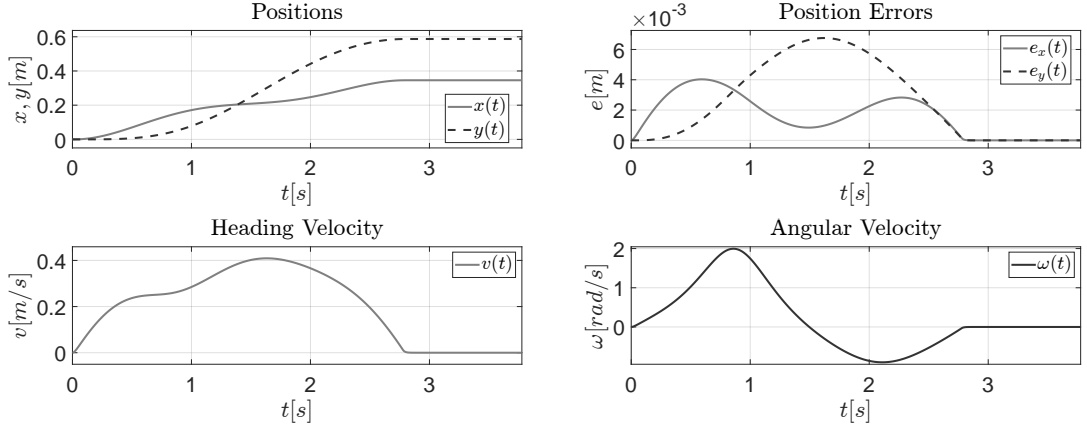 Positions
x, y[m]
0.6
0.4
0.2
0
x(t)
y(t)
0 1 2 3
t[s]
Position Errors
×10⁻³
e[m]
6
4
2
0
e_x(t)
e_y(t)
0 1 2 3
t[s]
Heading Velocity
v[m/s]
0.4
0.2
0
v(t)
0 1 2 3
t[s]
Angular Velocity
ω[rad/s]
2
1
0
ω(t)
0 1 2 3
t[s]